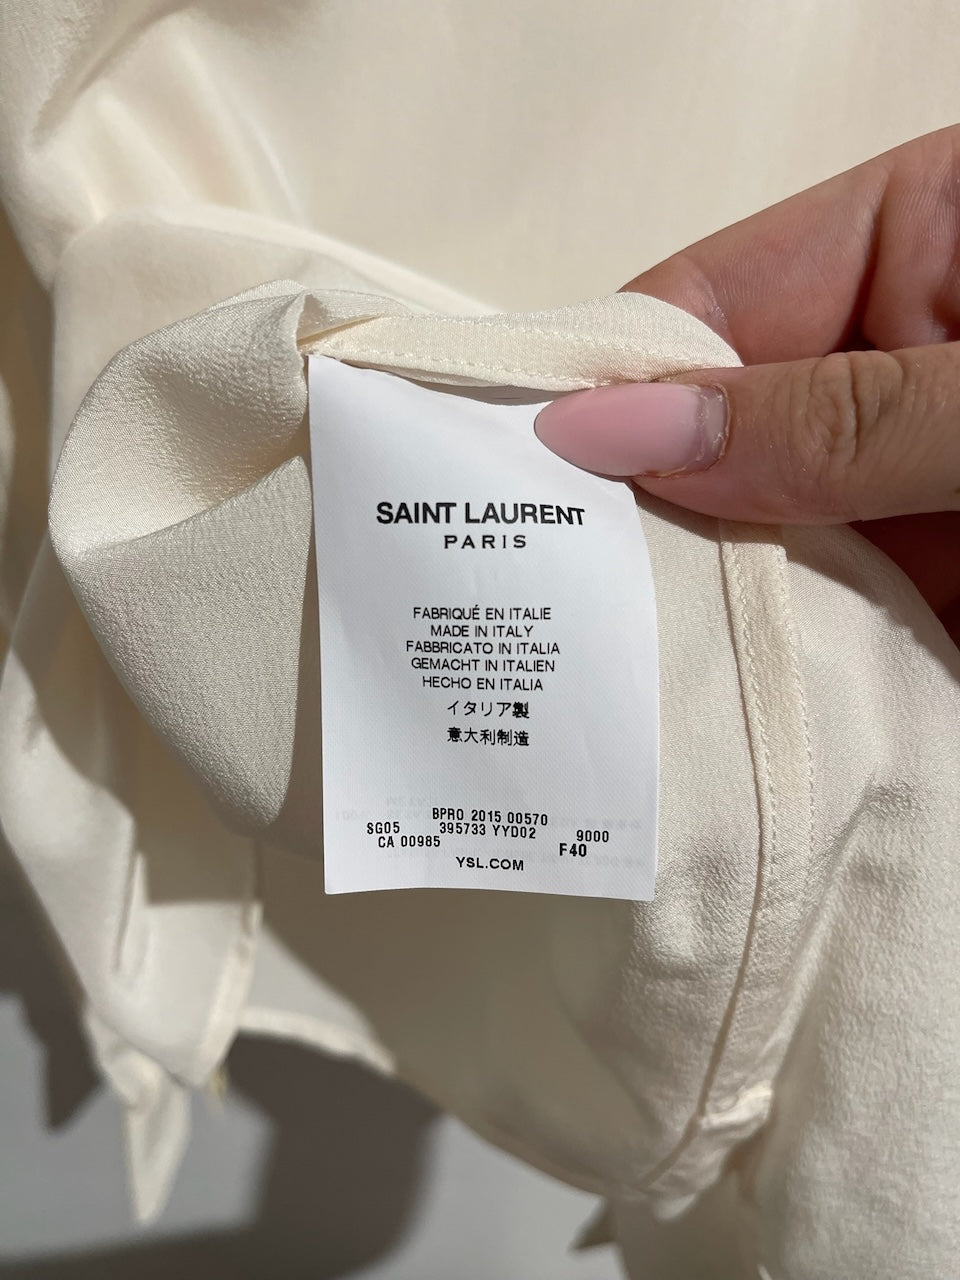 SAINT LAURENT
PARIS
FABRIQUÉ EN ITALIE
MADE IN ITALY
FABBRICATO IN ITALIA
GEMACHT IN ITALIEN
HECHO EN ITALIA
イタリア製
意大利制造
BPRO 2015 00570
SG05 395733 YYD02 9000
CA 00985 F40
YSL.COM